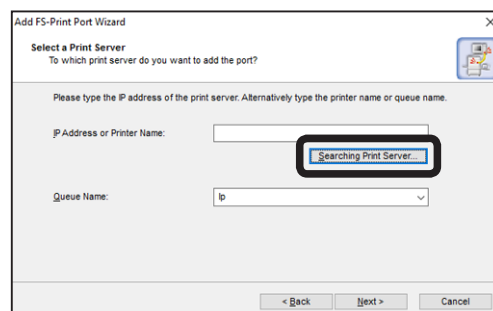 Add FS-Print Port Wizard
Select a Print Server
To which print server do you want to add the port?
Please type the IP address of the print server. Alternatively type the printer name or queue name.
IP Address or Printer Name:
Searching Print Server...
Queue Name:
lp
< Back
Next >
Cancel